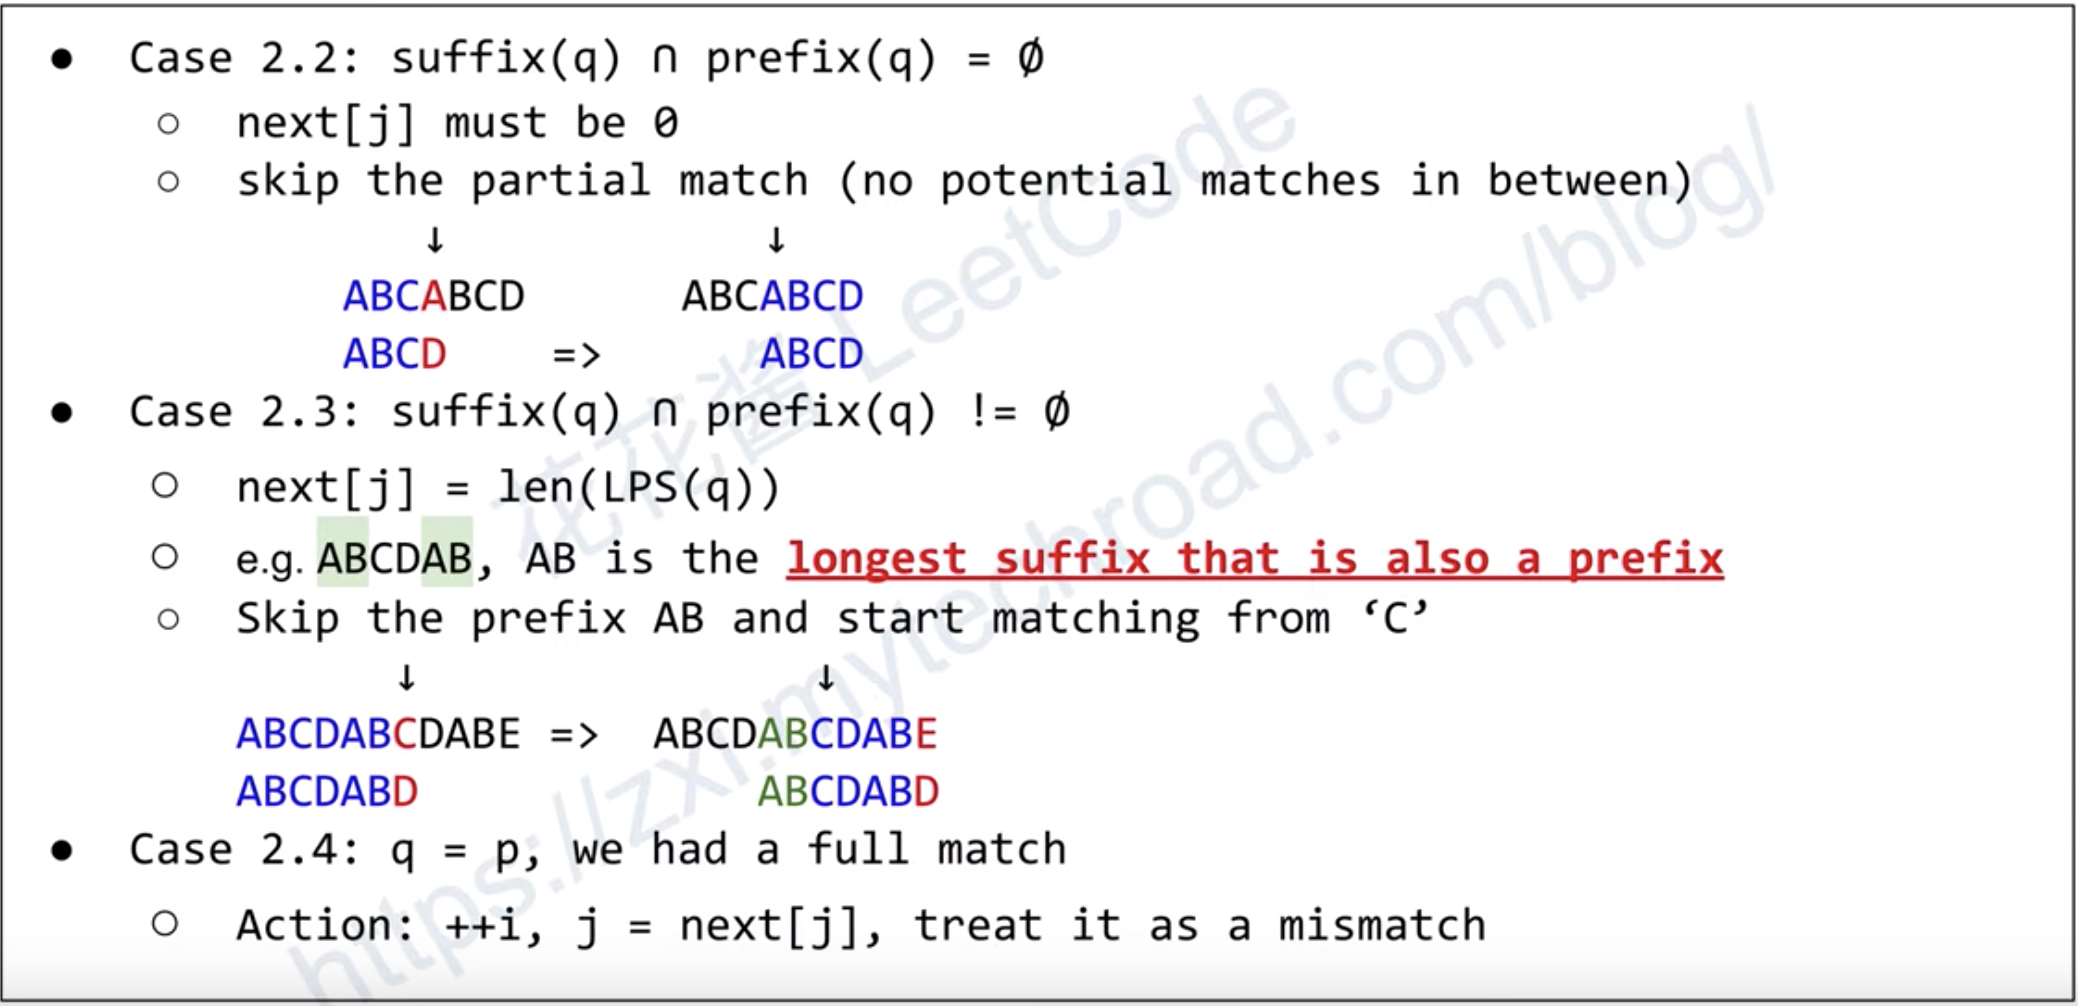 ● Case 2.2: suffix(q) ∩ prefix(q) = ∅
○ next[j] must be 0
○ skip the partial match (no potential matches in between)
↓ ↓
ABCABCD ABCABCD
ABCD => ABCD
● Case 2.3: suffix(q) ∩ prefix(q) != ∅
○ next[j] = len(LPS(q))
○ e.g. ABCDAB, AB is the longest suffix that is also a prefix
○ Skip the prefix AB and start matching from ‘C’
↓ ↓
ABCDABCDABE => ABCDABCDABE
ABCDABD ABCDABD
● Case 2.4: q = p, we had a full match
○ Action: ++i, j = next[j], treat it as a mismatch
花花酱 LeetCode
https://zxi.mytechroad.com/blog/